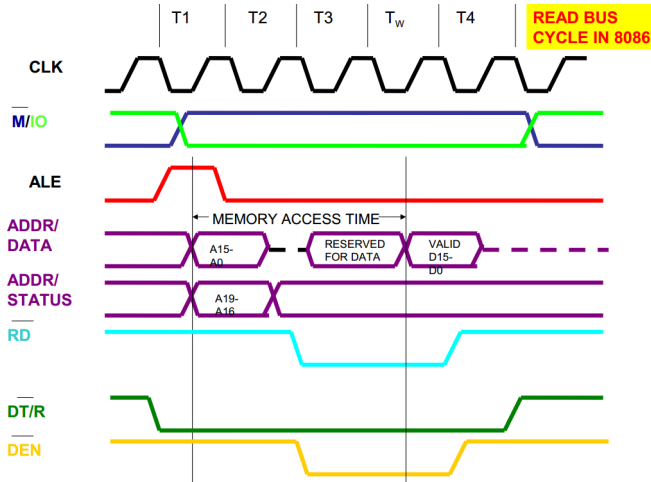 T1 T2 T3 Tw T4
READ BUS
CYCLE IN 8086
CLK
M/IO
ALE
MEMORY ACCESS TIME
ADDR/
DATA
A15-
A0
RESERVED
FOR DATA
VALID
D15-
D0
ADDR/
STATUS
A19-
A16
RD
DT/R
DEN